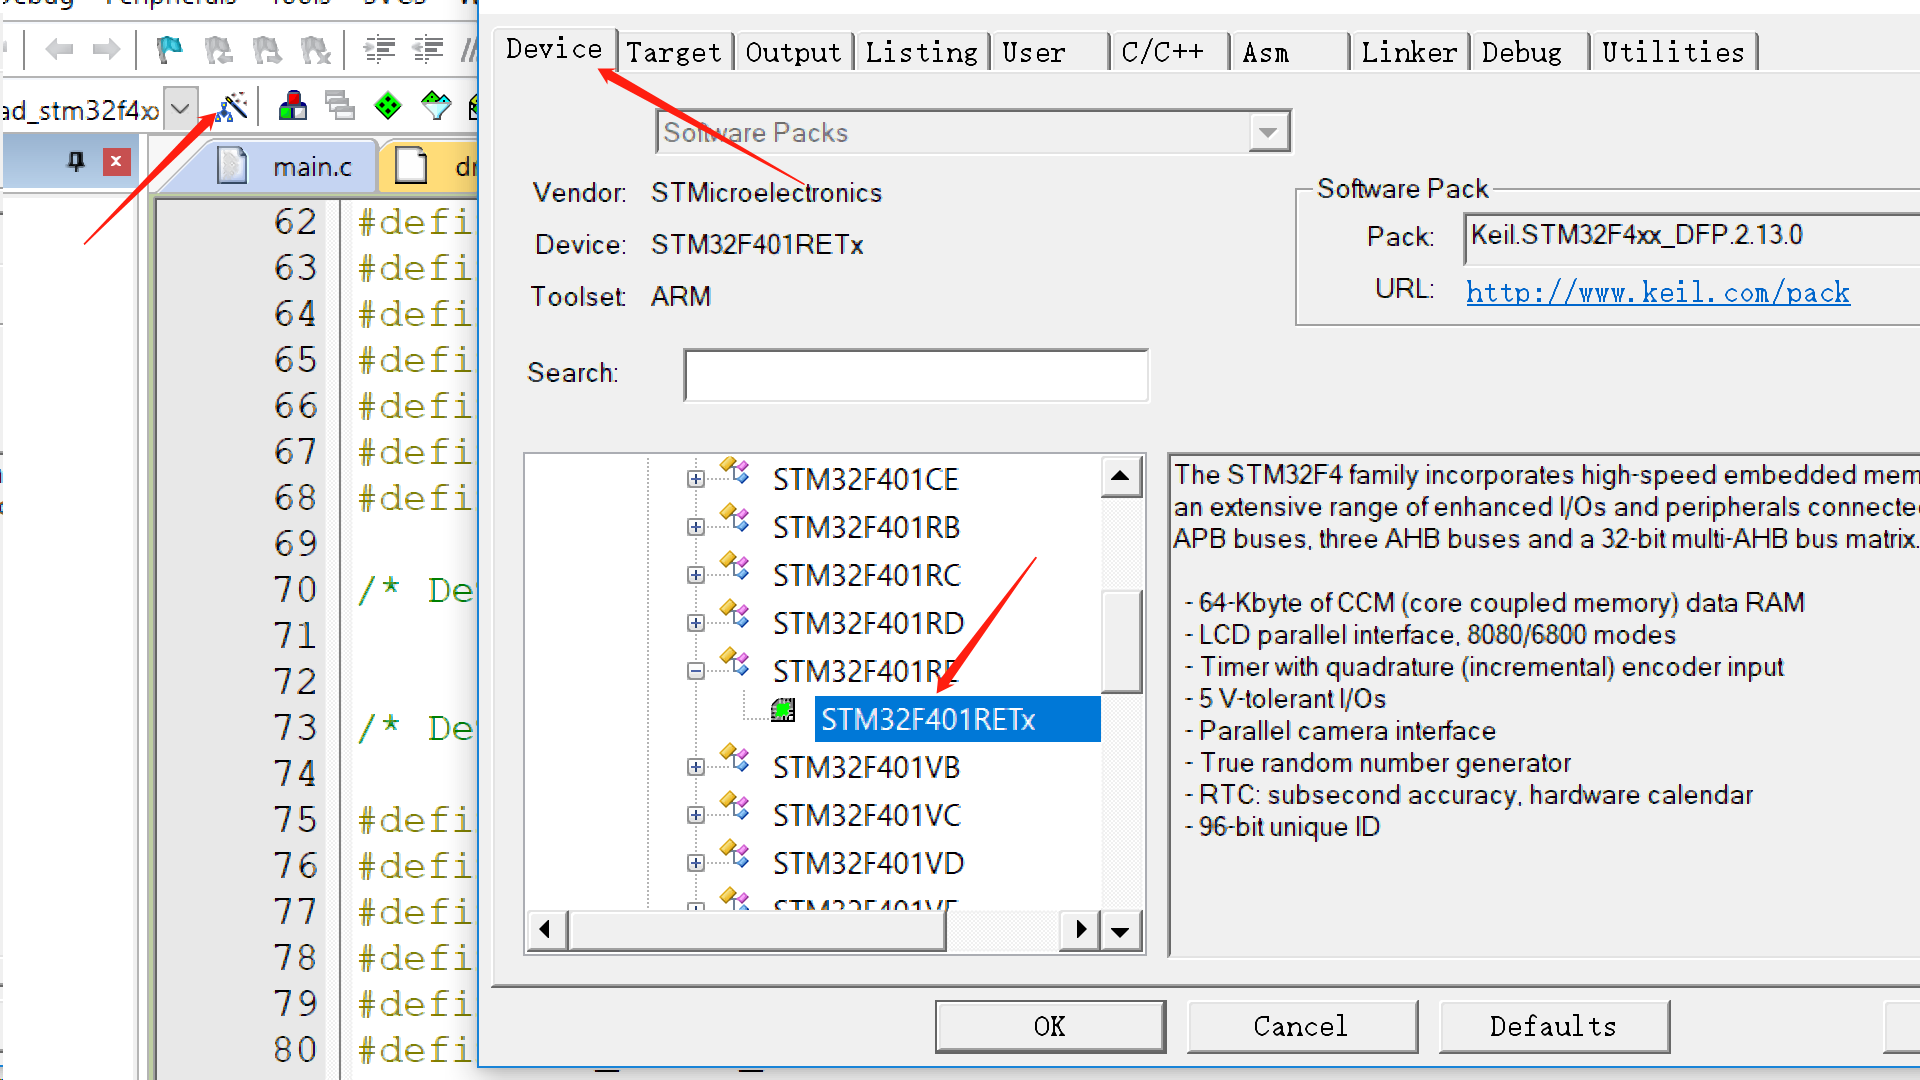 Device Target Output Listing User C/C++ Asm Linker Debug Utilities
ad_stm32f4xx
Software Packs
main.c
Vendor: STMicroelectronics
Device: STM32F401RETx
Toolset: ARM
Search:
Software Pack
Pack: Keil.STM32F4xx_DFP.2.13.0
URL: http://www.keil.com/pack
STM32F401CE
STM32F401RB
STM32F401RC
STM32F401RD
STM32F401RE
STM32F401RETx
STM32F401VB
STM32F401VC
STM32F401VD
STM32F401VE
The STM32F4 family incorporates high-speed embedded mem
an extensive range of enhanced I/Os and peripherals connecte
APB buses, three AHB buses and a 32-bit multi-AHB bus matrix.
- 64-Kbyte of CCM (core coupled memory) data RAM
- LCD parallel interface, 8080/6800 modes
- Timer with quadrature (incremental) encoder input
- 5 V-tolerant I/Os
- Parallel camera interface
- True random number generator
- RTC: subsecond accuracy, hardware calendar
- 96-bit unique ID
62 #defi
63 #defi
64 #defi
65 #defi
66 #defi
67 #defi
68 #defi
69
70 /* De
71
72
73 /* De
74
75 #defi
76 #defi
77 #defi
78 #defi
79 #defi
80 #defi
OK Cancel Defaults